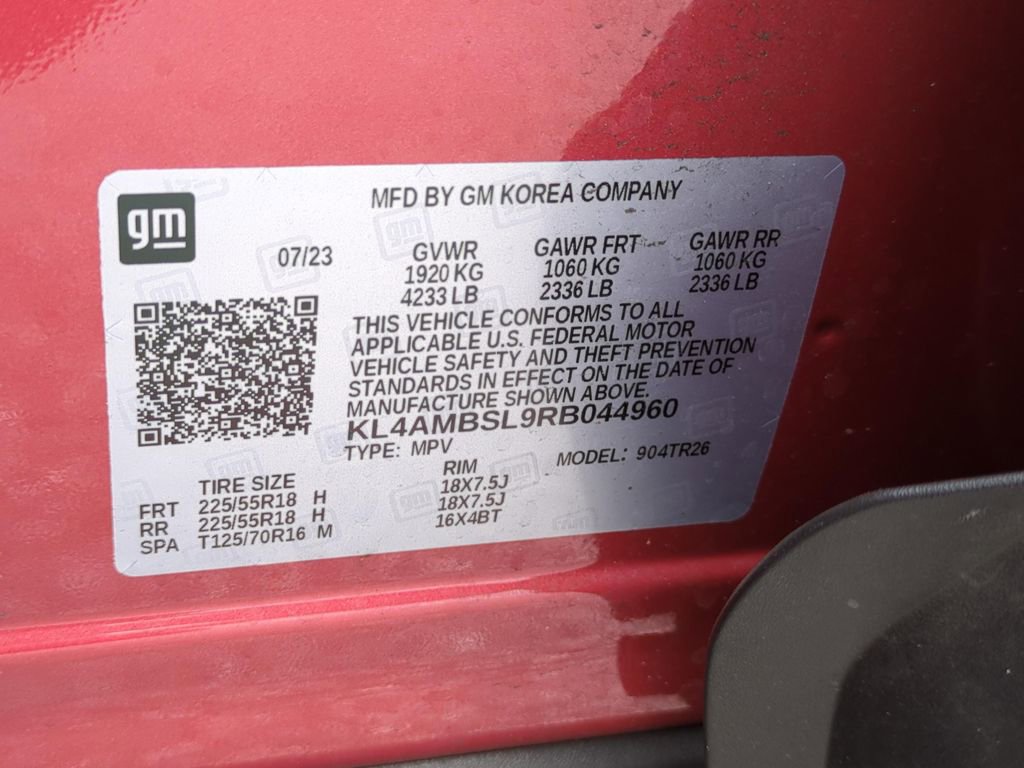 gm
MFD BY GM KOREA COMPANY
07/23
GVWR GAWR FRT GAWR RR
1920 KG 1060 KG 1060 KG
4233 LB 2336 LB 2336 LB
THIS VEHICLE CONFORMS TO ALL
APPLICABLE U.S. FEDERAL MOTOR
VEHICLE SAFETY AND THEFT PREVENTION
STANDARDS IN EFFECT ON THE DATE OF
MANUFACTURE SHOWN ABOVE.
KL4AMBSL9RB044960
TYPE: MPV MODEL: 904TR26
TIRE SIZE RIM
FRT 225/55R18 H 18X7.5J
RR 225/55R18 H 18X7.5J
SPA T125/70R16 M 16X4BT